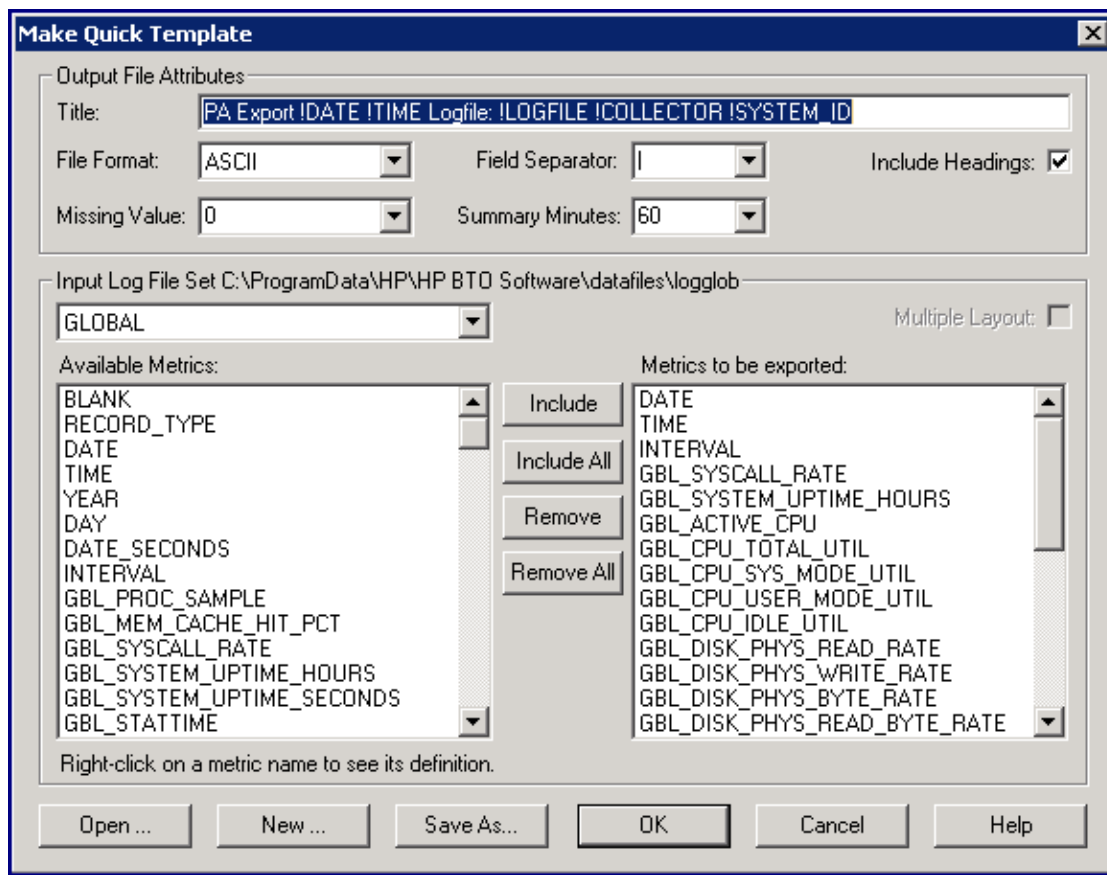 Make Quick Template
Output File Attributes
Title: PA Export !DATE !TIME Logfile: !LOGFILE !COLLECTOR !SYSTEM_ID
File Format: ASCII Field Separator: | Include Headings:
Missing Value: 0 Summary Minutes: 60
Input Log File Set C:\ProgramData\HP\HP BTO Software\datafiles\logglob
GLOBAL Multiple Layout:
Available Metrics:
BLANK
RECORD_TYPE
DATE
TIME
YEAR
DAY
DATE_SECONDS
INTERVAL
GBL_PROC_SAMPLE
GBL_MEM_CACHE_HIT_PCT
GBL_SYSCALL_RATE
GBL_SYSTEM_UPTIME_HOURS
GBL_SYSTEM_UPTIME_SECONDS
GBL_STATTIME
Include
Include All
Remove
Remove All
Metrics to be exported:
DATE
TIME
INTERVAL
GBL_SYSCALL_RATE
GBL_SYSTEM_UPTIME_HOURS
GBL_ACTIVE_CPU
GBL_CPU_TOTAL_UTIL
GBL_CPU_SYS_MODE_UTIL
GBL_CPU_USER_MODE_UTIL
GBL_CPU_IDLE_UTIL
GBL_DISK_PHYS_READ_RATE
GBL_DISK_PHYS_WRITE_RATE
GBL_DISK_PHYS_BYTE_RATE
GBL_DISK_PHYS_READ_BYTE_RATE
Right-click on a metric name to see its definition.
Open ... New ... Save As... OK Cancel Help